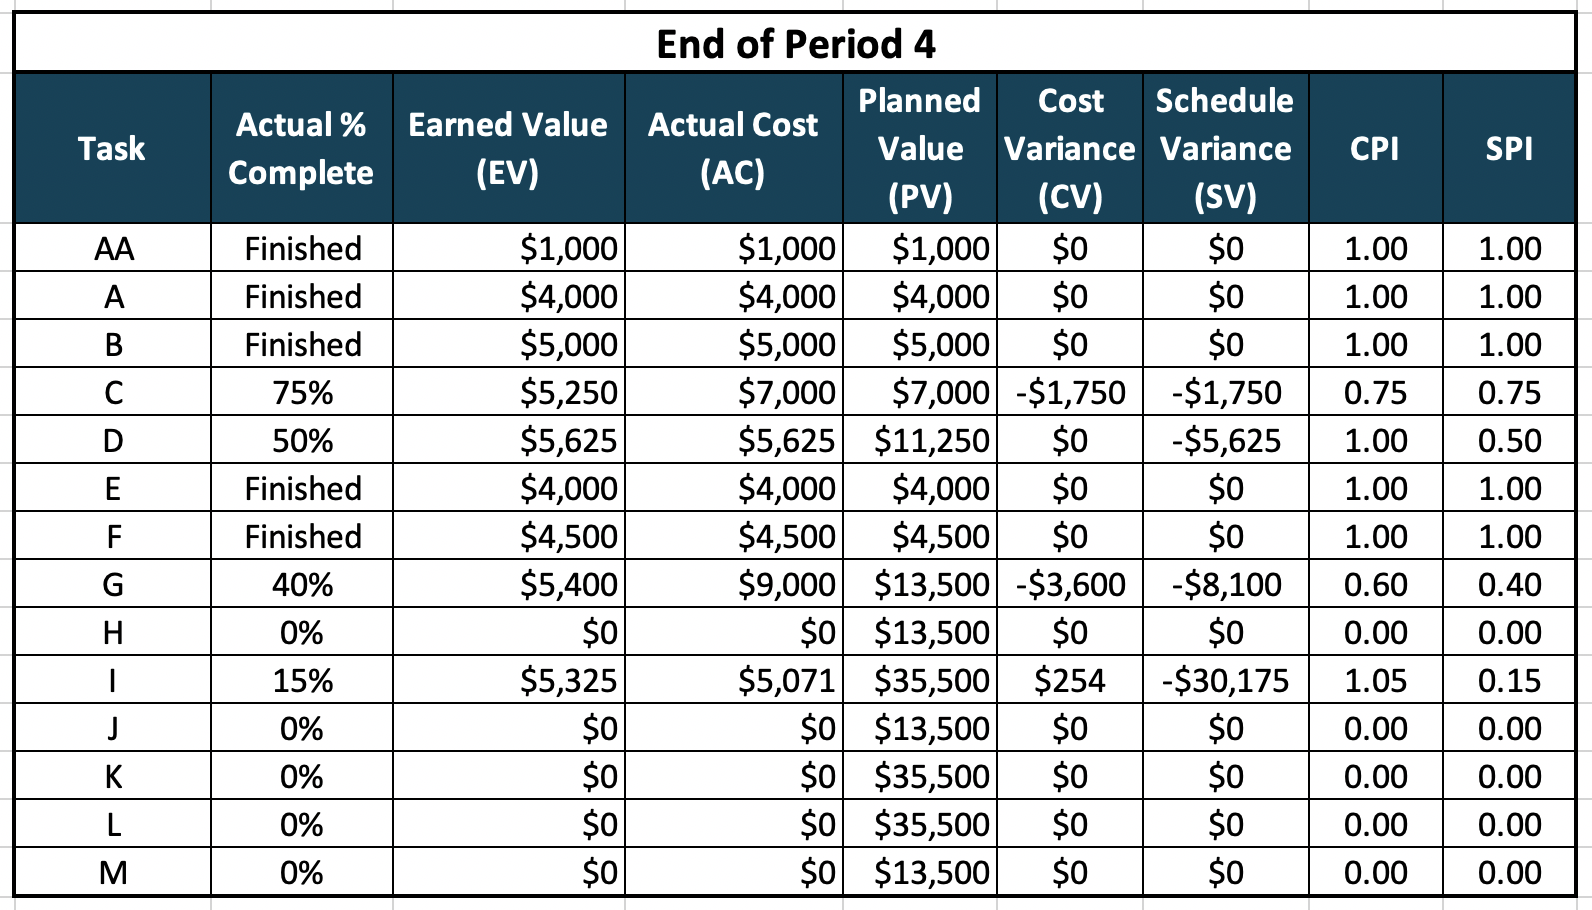 End of Period 4
Task Actual % Complete Earned Value (EV) Actual Cost (AC) Planned Value (PV) Cost Variance (CV) Schedule Variance (SV) CPI SPI
AA Finished $1,000 $1,000 $1,000 $0 $0 1.00 1.00
A Finished $4,000 $4,000 $4,000 $0 $0 1.00 1.00
B Finished $5,000 $5,000 $5,000 $0 $0 1.00 1.00
C 75% $5,250 $7,000 $7,000 -$1,750 -$1,750 0.75 0.75
D 50% $5,625 $5,625 $11,250 $0 -$5,625 1.00 0.50
E Finished $4,000 $4,000 $4,000 $0 $0 1.00 1.00
F Finished $4,500 $4,500 $4,500 $0 $0 1.00 1.00
G 40% $5,400 $9,000 $13,500 -$3,600 -$8,100 0.60 0.40
H 0% $0 $0 $13,500 $0 $0 0.00 0.00
I 15% $5,325 $5,071 $35,500 $254 -$30,175 1.05 0.15
J 0% $0 $0 $13,500 $0 $0 0.00 0.00
K 0% $0 $0 $35,500 $0 $0 0.00 0.00
L 0% $0 $0 $35,500 $0 $0 0.00 0.00
M 0% $0 $0 $13,500 $0 $0 0.00 0.00